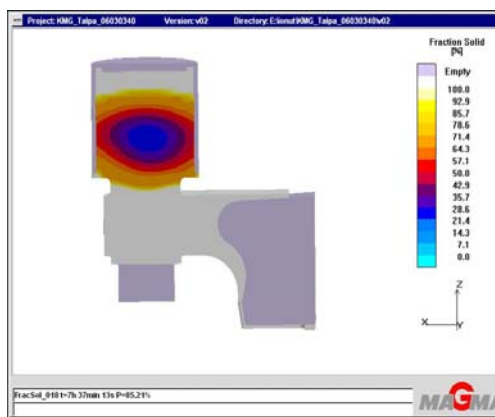 Project: KMG_Talpa_06030340 Version: v02 Directory: E:ionut\KMG_Talpa_06030340\v02
Fraction Solid
[%]
Empty
100.0
92.9
85.7
78.6
71.4
64.3
57.1
50.0
42.9
35.7
28.6
21.4
14.3
7.1
0.0
Z
X
Y
FracSol_018 t=7h 37min 13s P=85.21%
MAGMA